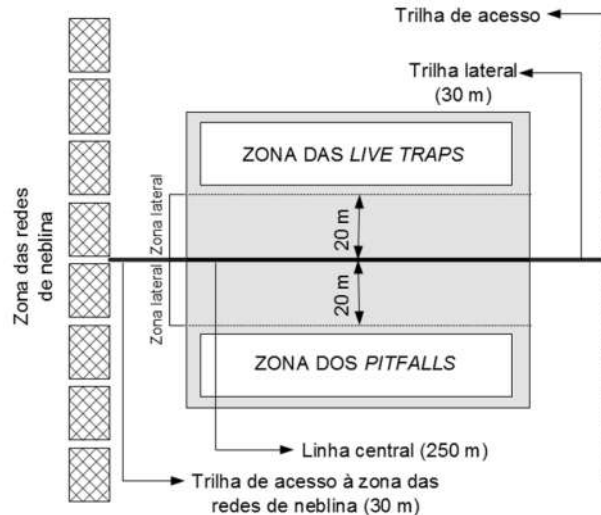 Trilha de acesso
Trilha lateral
(30 m)
ZONA DAS LIVE TRAPS
Zona das redes
de neblina
Zona lateral
20 m
Zona lateral
20 m
ZONA DOS PITFALLS
Linha central (250 m)
Trilha de acesso à zona das
redes de neblina (30 m)